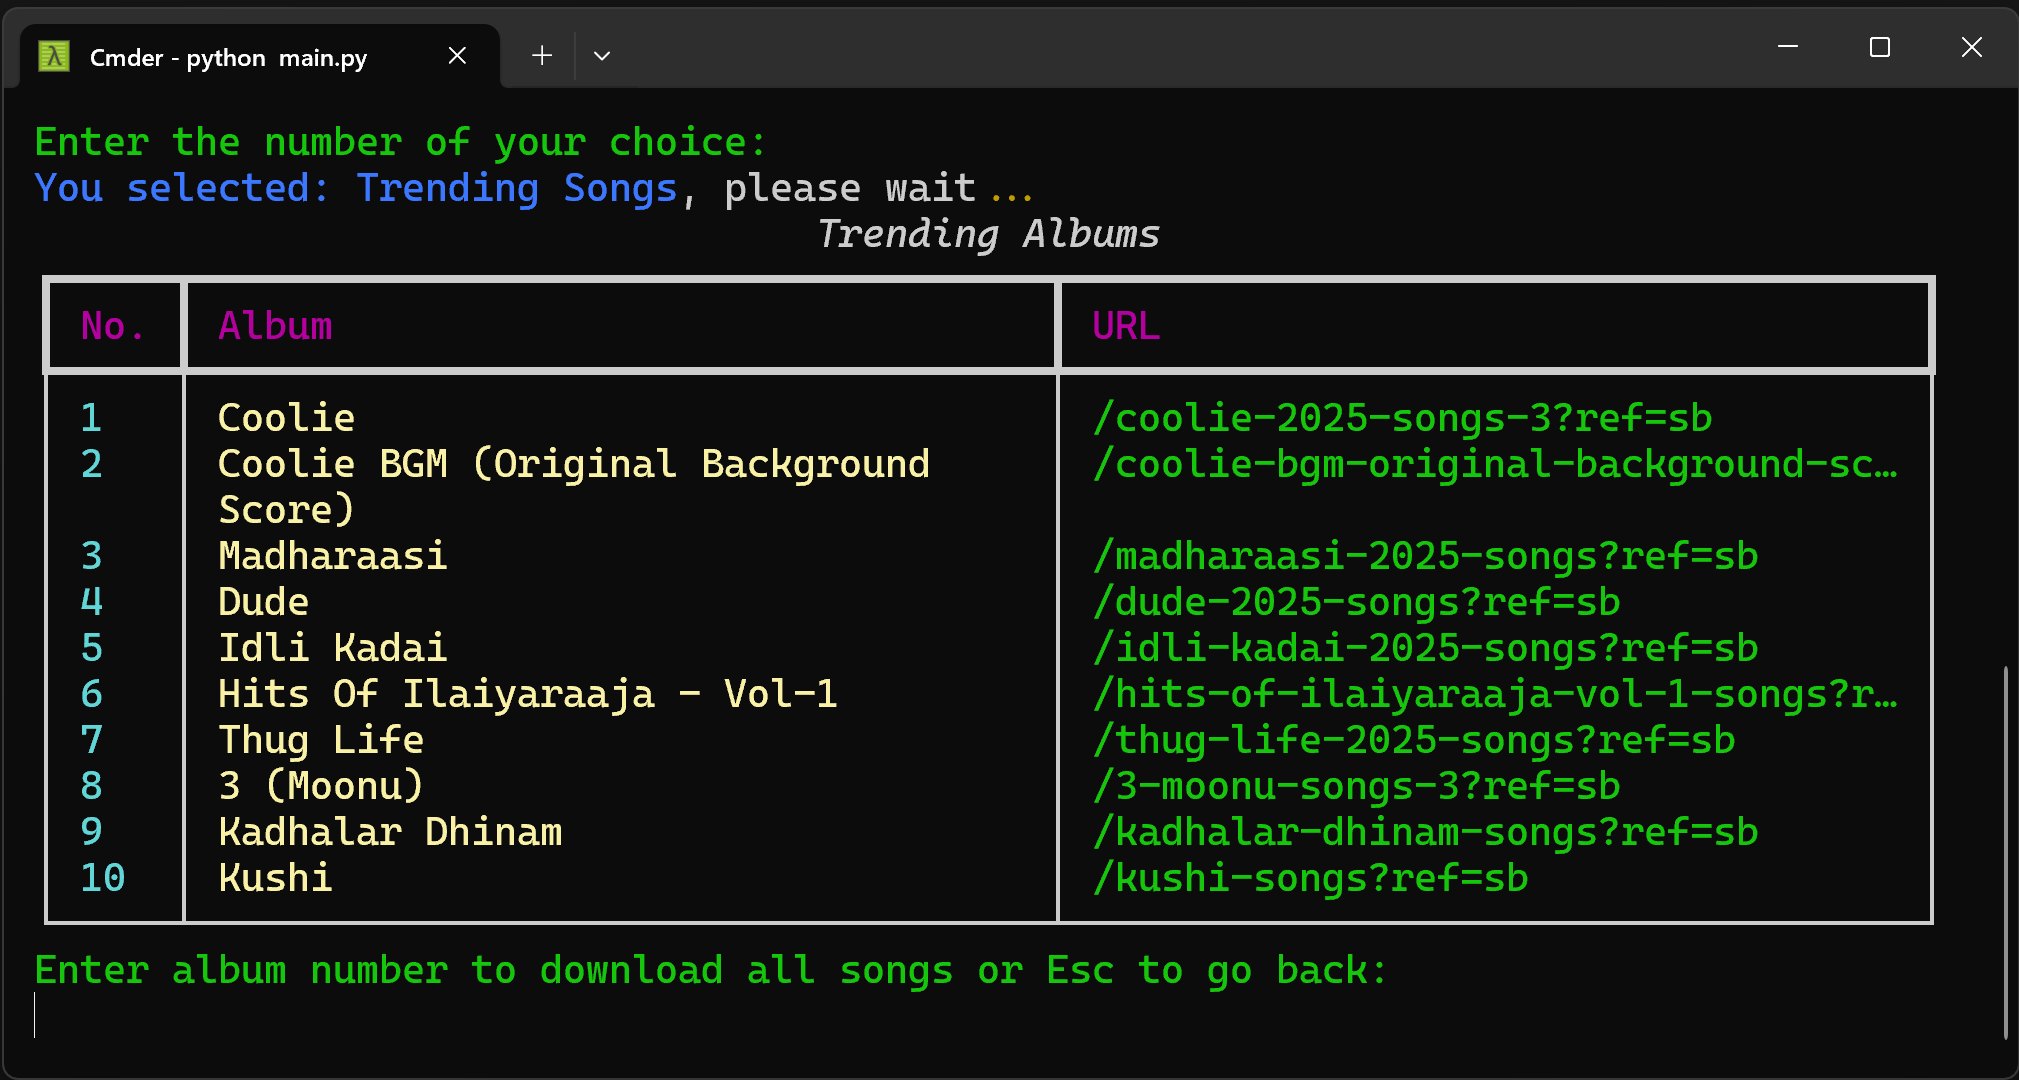 Cmder - python  main.py
Enter the number of your choice:
You selected: Trending Songs, please wait...
Trending Albums
No. Album URL
1 Coolie /coolie-2025-songs-3?ref=sb
2 Coolie BGM (Original Background /coolie-bgm-original-background-sc…
Score)
3 Madharaasi /madharaasi-2025-songs?ref=sb
4 Dude /dude-2025-songs?ref=sb
5 Idli Kadai /idli-kadai-2025-songs?ref=sb
6 Hits Of Ilaiyaraaja - Vol-1 /hits-of-ilaiyaraaja-vol-1-songs?r…
7 Thug Life /thug-life-2025-songs?ref=sb
8 3 (Moonu) /3-moonu-songs-3?ref=sb
9 Kadhalar Dhinam /kadhalar-dhinam-songs?ref=sb
10 Kushi /kushi-songs?ref=sb
Enter album number to download all songs or Esc to go back: